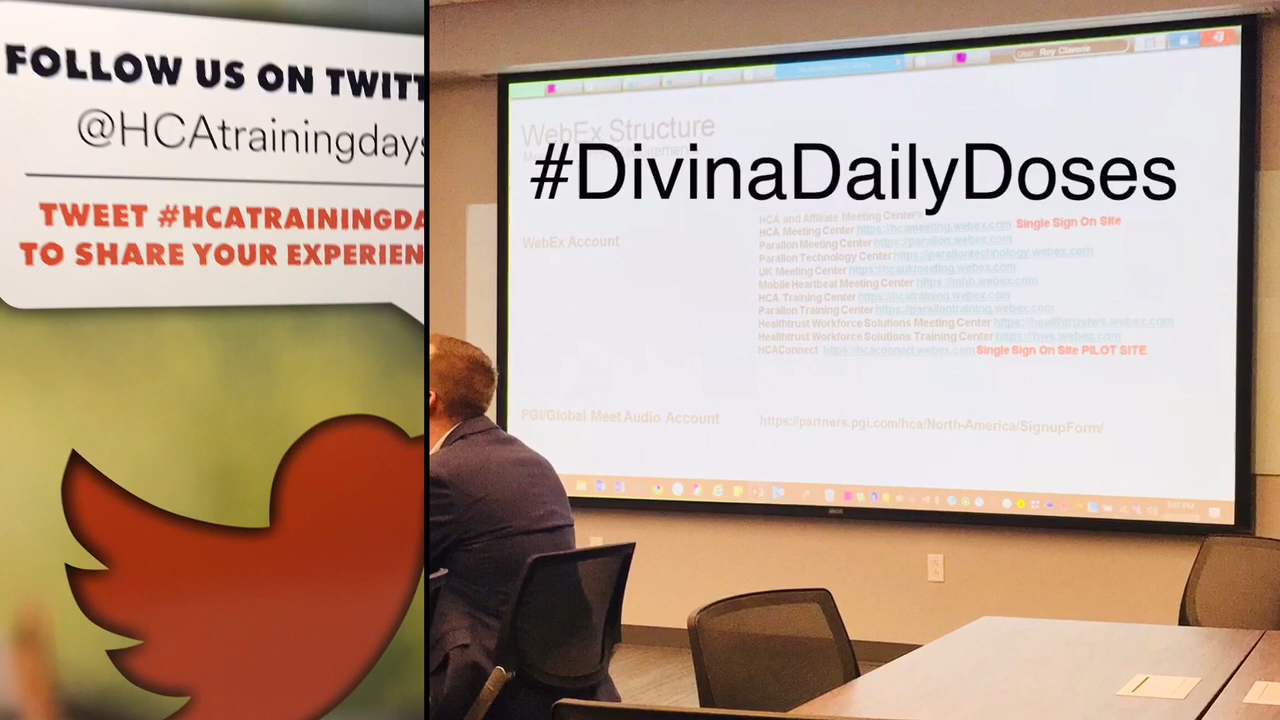 FOLLOW US ON TWITT
@HCAtrainingdays
TWEET #HCATRAININGDA
TO SHARE YOUR EXPERIEN
User: Roy Claverie
WebEx Structure
#DivinaDailyDoses
WebEx Account
HCA and Affiliate Meeting Centers
HCA Meeting Center https://hcameeting.webex.com Single Sign On Site
Parallon Meeting Center https://parallon.webex.com
Parallon Technology Center https://parallontechnology.webex.com
UK Meeting Center https://hcaukmeeting.webex.com
Mobile Heartbeat Meeting Center https://mhb.webex.com
HCA Training Center https://hcatraining.webex.com
Parallon Training Center https://parallontraining.webex.com
Healthtrust Workforce Solutions Meeting Center https://healthtrustws.webex.com
Healthtrust Workforce Solutions Training Center https://hws.webex.com
HCAConnect https://hcaconnect.webex.com Single Sign On Site PILOT SITE
PGI/Global Meet Audio Account https://partners.pgi.com/hca/North-America/SignupForm/